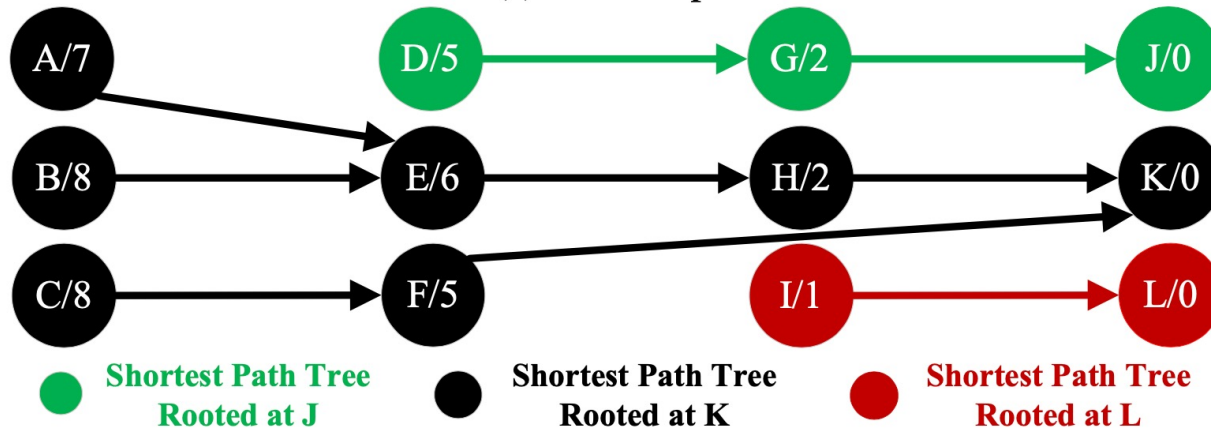 A/7 D/5 G/2 J/0
B/8 E/6 H/2 K/0
C/8 F/5 I/1 L/0
Shortest Path Tree Shortest Path Tree Shortest Path Tree
Rooted at J Rooted at K Rooted at L